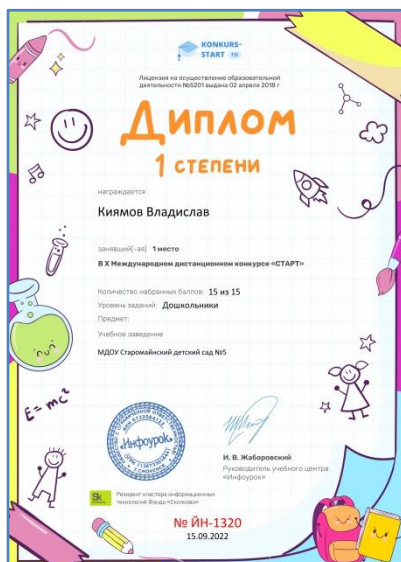 KONKURS-
START ru
Лицензия на осуществление образовательной
деятельности №5201 выдана 02 апреля 2018 г
Диплом
1 степени
награждается
Киямов Владислав
занявший(-ая) 1 место
В X Международном дистанционном конкурсе «СТАРТ»
Количество набранных баллов: 15 из 15
Уровень заданий: Дошкольники
Предмет:
Учебное заведение
МДОУ Старомайнский детский сад №5
E = mc²
«Инфоурок»
И. В. Жаборовский
Руководитель учебного центра
«Инфоурок»
Sk
Резидент кластера информационных
технологий Фонда «Сколково»
№ ЙН-1320
15.09.2022